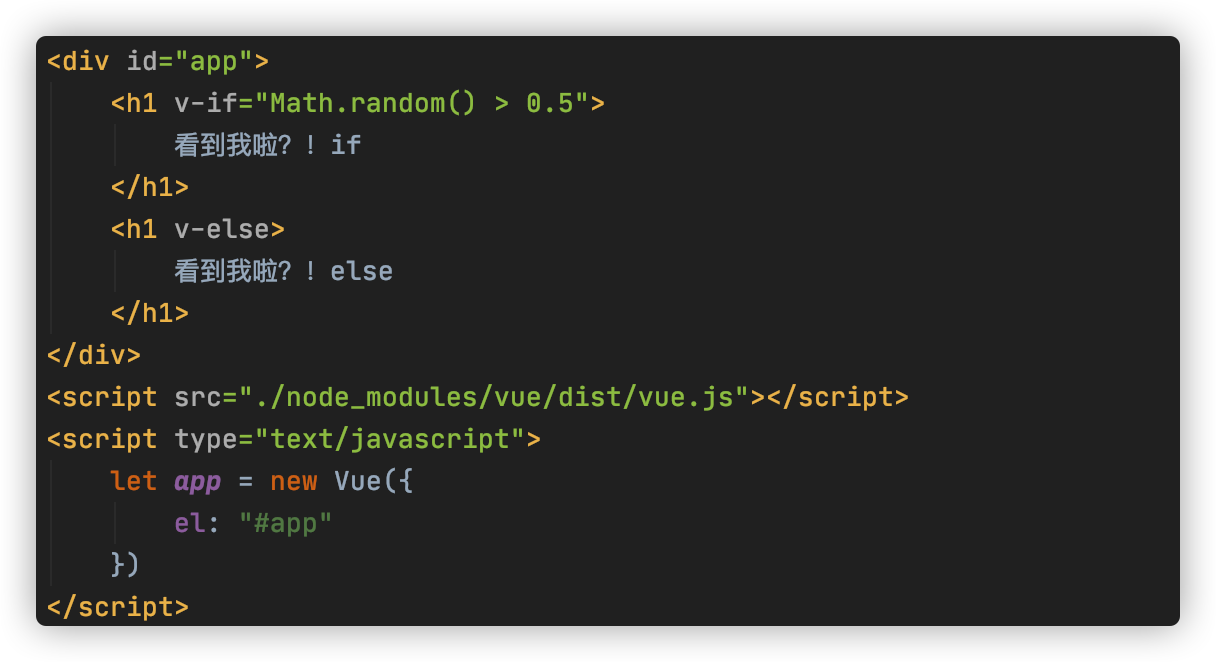 <div id="app">
    <h1 v-if="Math.random() > 0.5">
        看到我啦？！if
    </h1>
    <h1 v-else>
        看到我啦？！else
    </h1>
</div>
<script src="./node_modules/vue/dist/vue.js"></script>
<script type="text/javascript">
    let app = new Vue({
        el: "#app"
    })
</script>